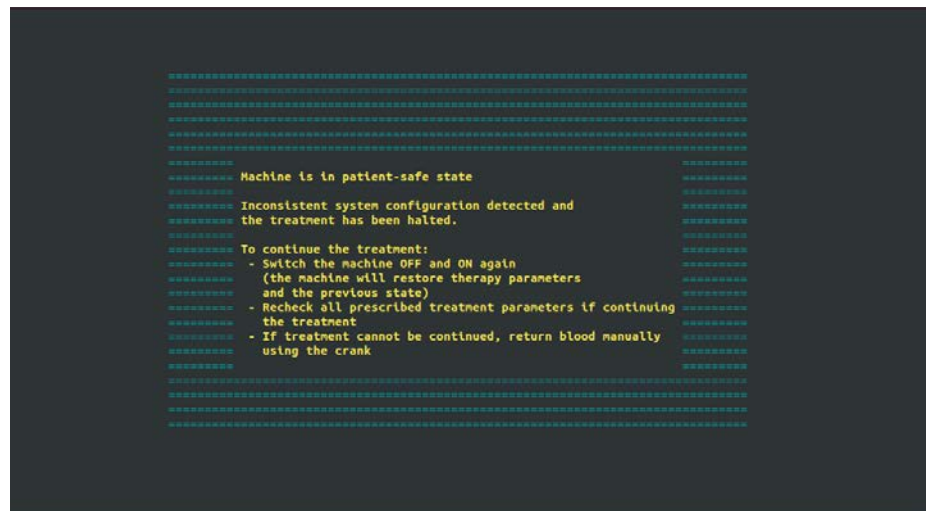 Machine is in patient-safe state
Inconsistent system configuration detected and
the treatment has been halted.
To continue the treatment:
- Switch the machine OFF and ON again
(the machine will restore therapy parameters
and the previous state)
- Recheck all prescribed treatment parameters if continuing
the treatment
- If treatment cannot be continued, return blood manually
using the crank